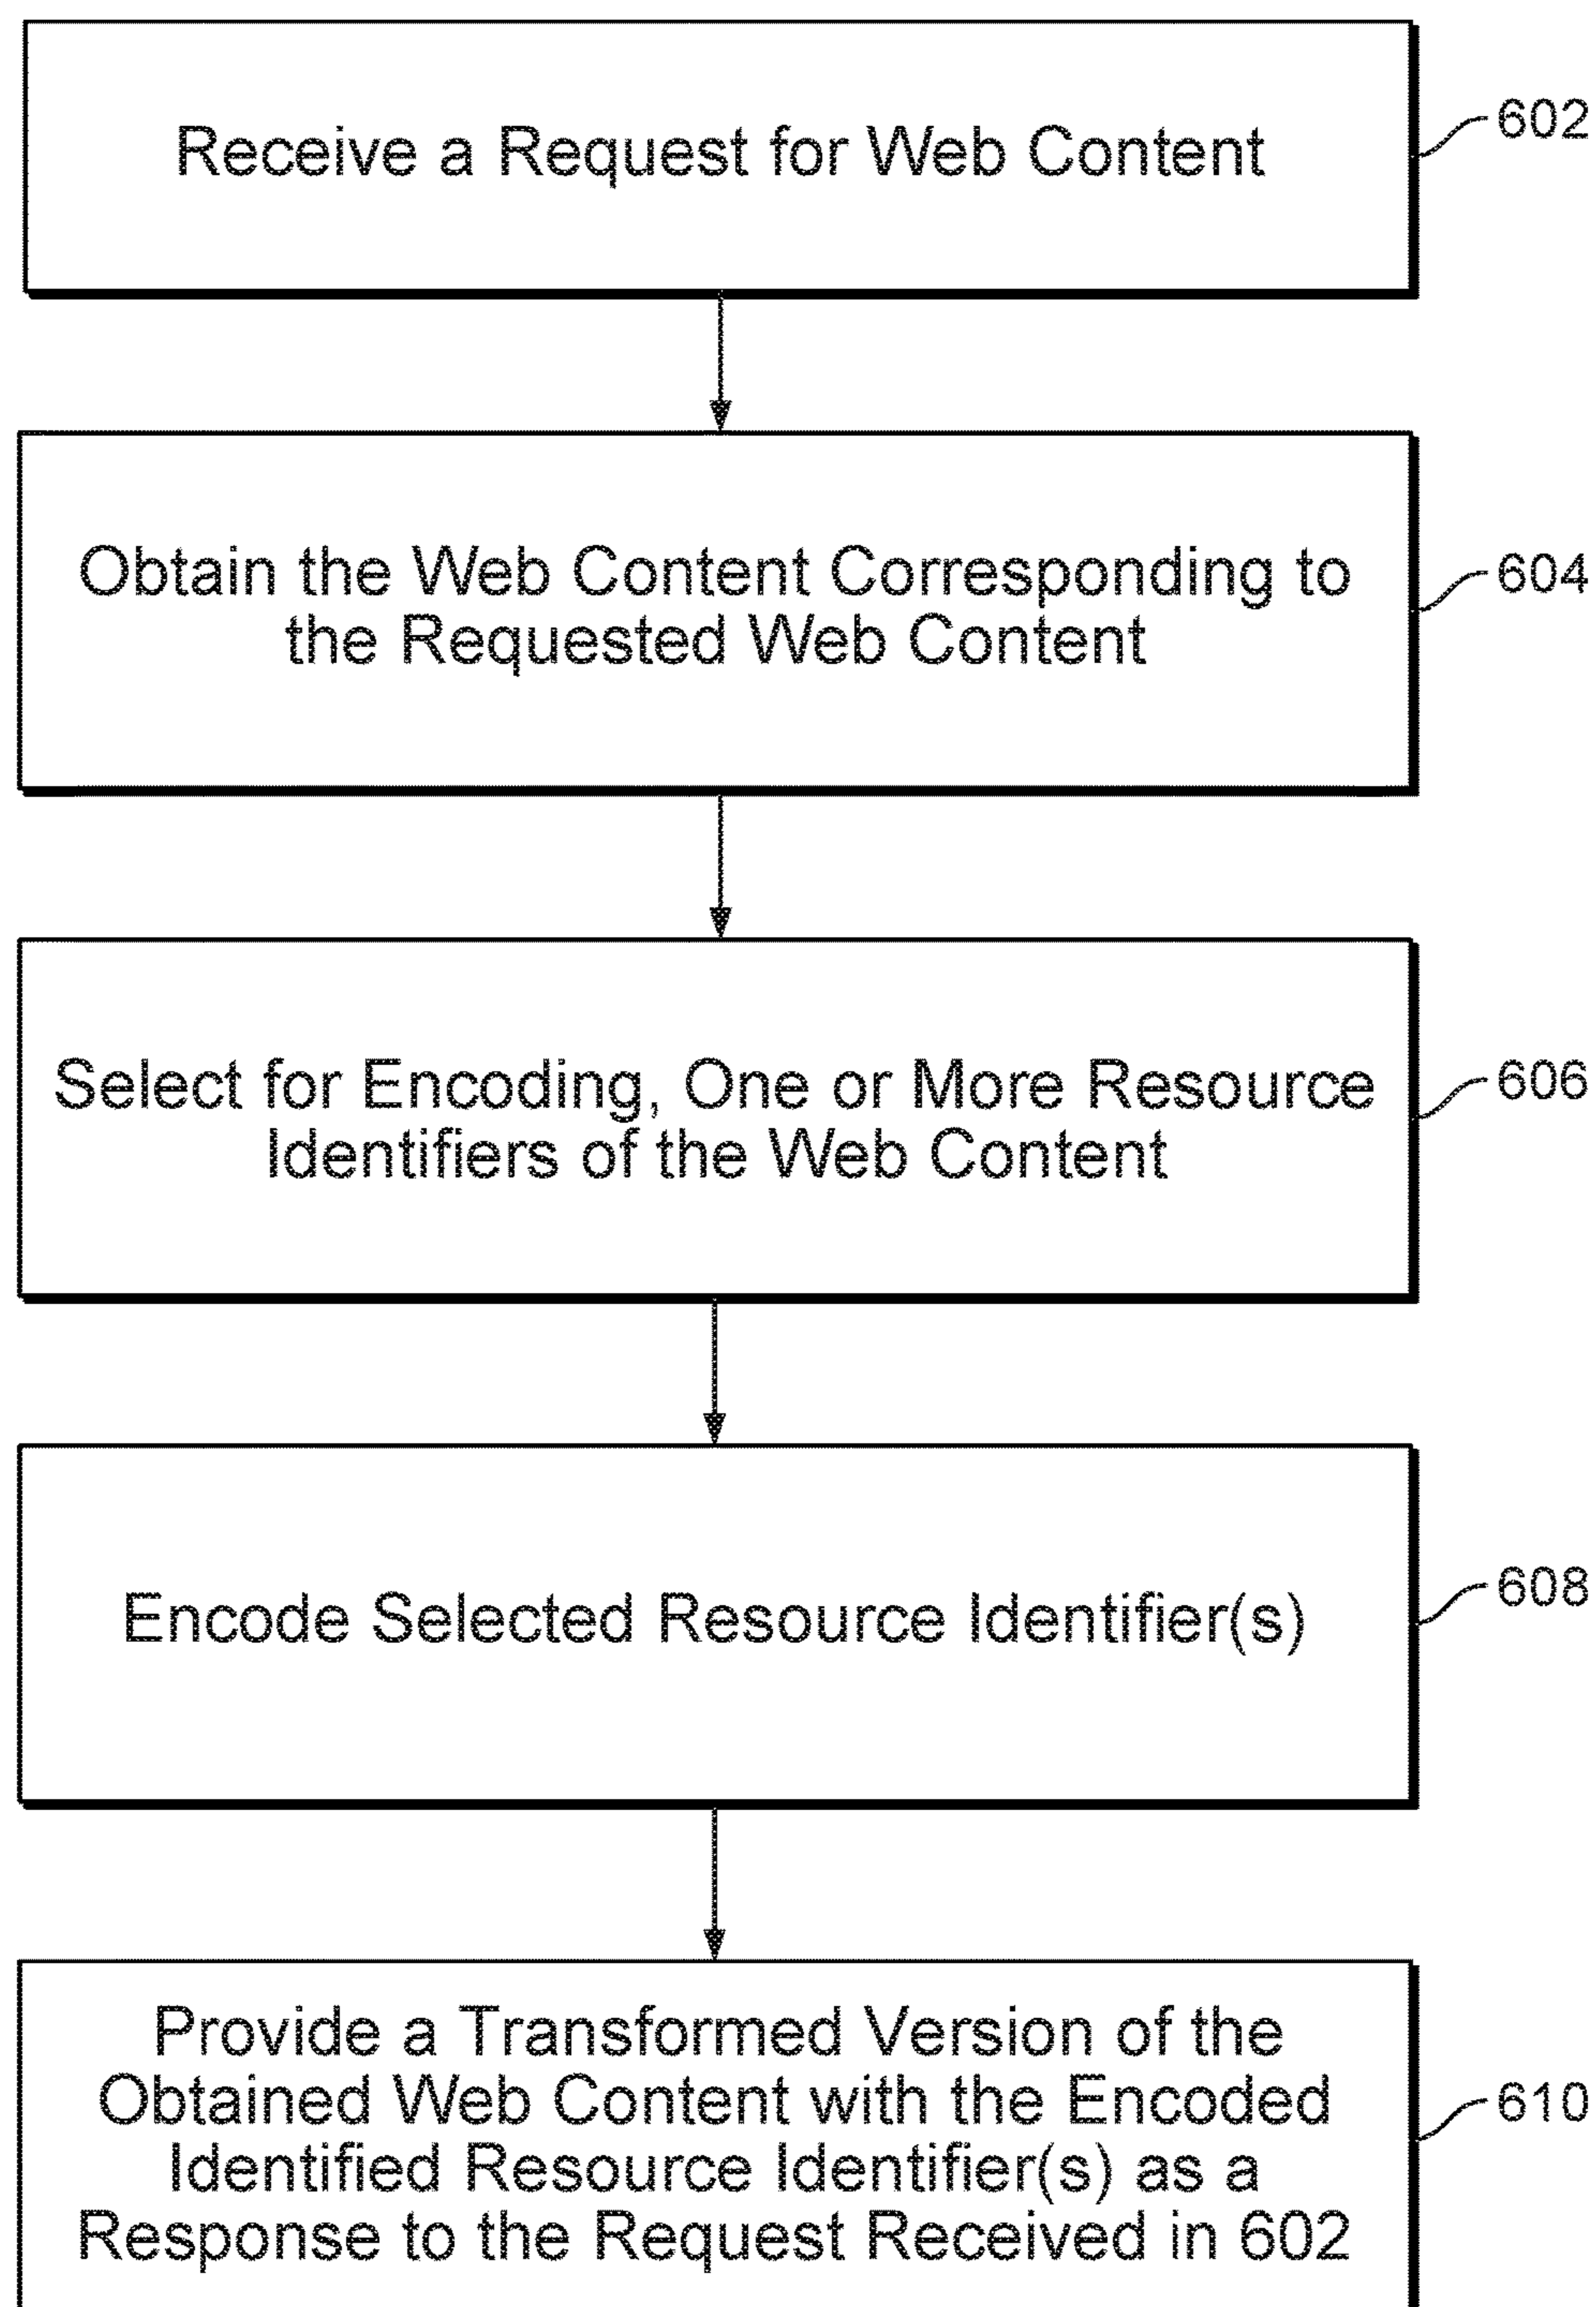 Receive a Request for Web Content
602
Obtain the Web Content Corresponding to
the Requested Web Content
604
Select for Encoding, One or More Resource
Identifiers of the Web Content
606
Encode Selected Resource Identifier(s)
608
Provide a Transformed Version of the
Obtained Web Content with the Encoded
Identified Resource Identifier(s) as a
Response to the Request Received in 602
610